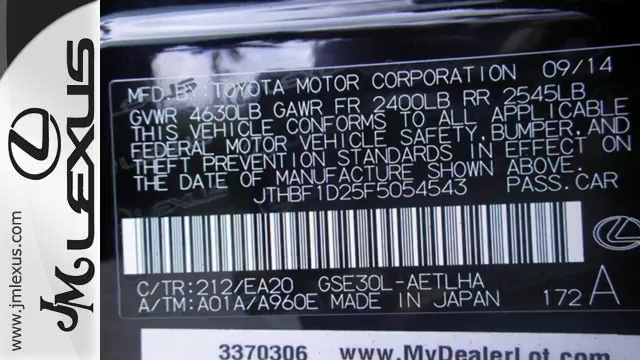 MFD.BY:TOYOTA MOTOR CORPORATION 09/14
GVWR 4630LB GAWR FR 2400LB RR 2545LB
THIS VEHICLE CONFORMS TO ALL APPLICABLE
FEDERAL MOTOR VEHICLE SAFETY,BUMPER,AND
THEFT PREVENTION STANDARDS IN EFFECT ON
THE DATE OF MANUFACTURE SHOWN ABOVE.
JTHBF1D25F5054543 PASS.CAR
C/TR:212/EA20 GSE30L-AETLHA
A/TM:A01A/A960E MADE IN JAPAN 172 A
3370306 www.MyDealerLot.com
JM LEXUS
www.jmlexus.com